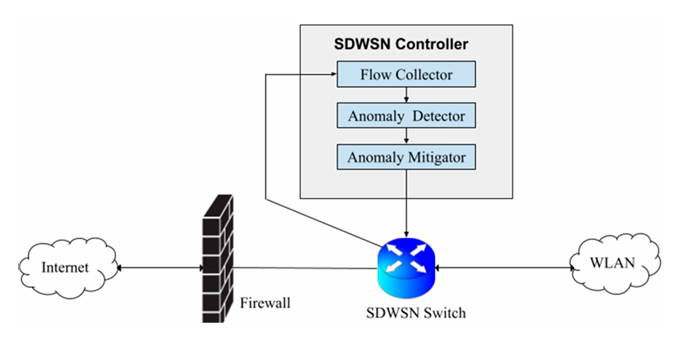 SDWSN Controller
Flow Collector
Anomaly Detector
Anomaly Mitigator
Internet
WLAN
Firewall
SDWSN Switch